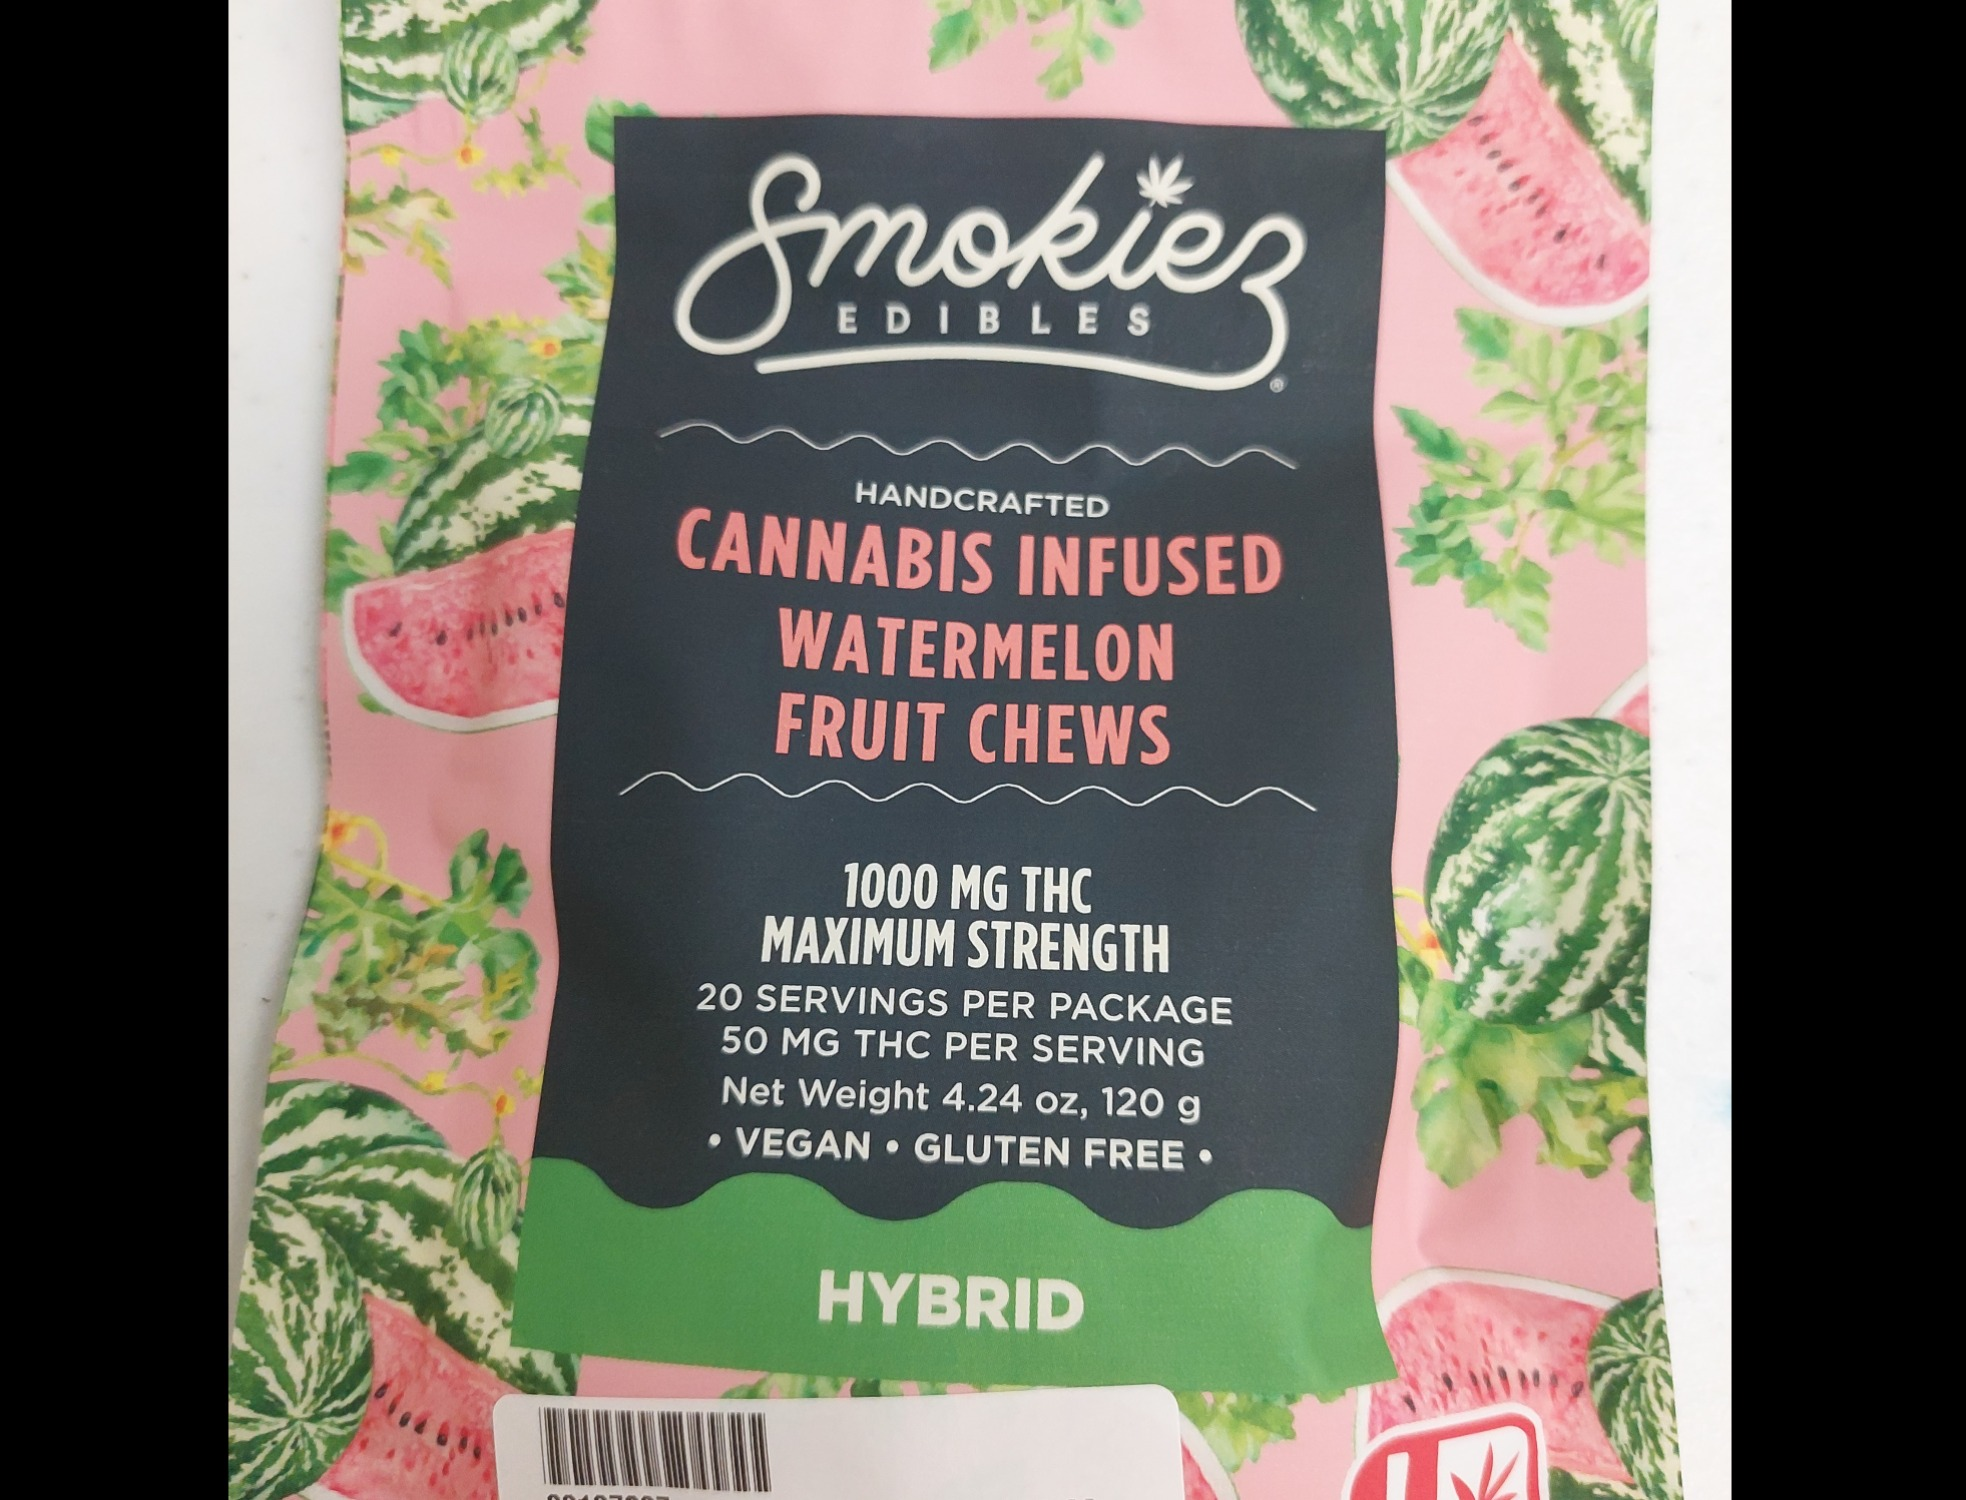 Smokiez
EDIBLES
®
HANDCRAFTED
CANNABIS INFUSED
WATERMELON
FRUIT CHEWS
1000 MG THC
MAXIMUM STRENGTH
20 SERVINGS PER PACKAGE
50 MG THC PER SERVING
Net Weight 4.24 oz, 120 g
• VEGAN • GLUTEN FREE •
HYBRID